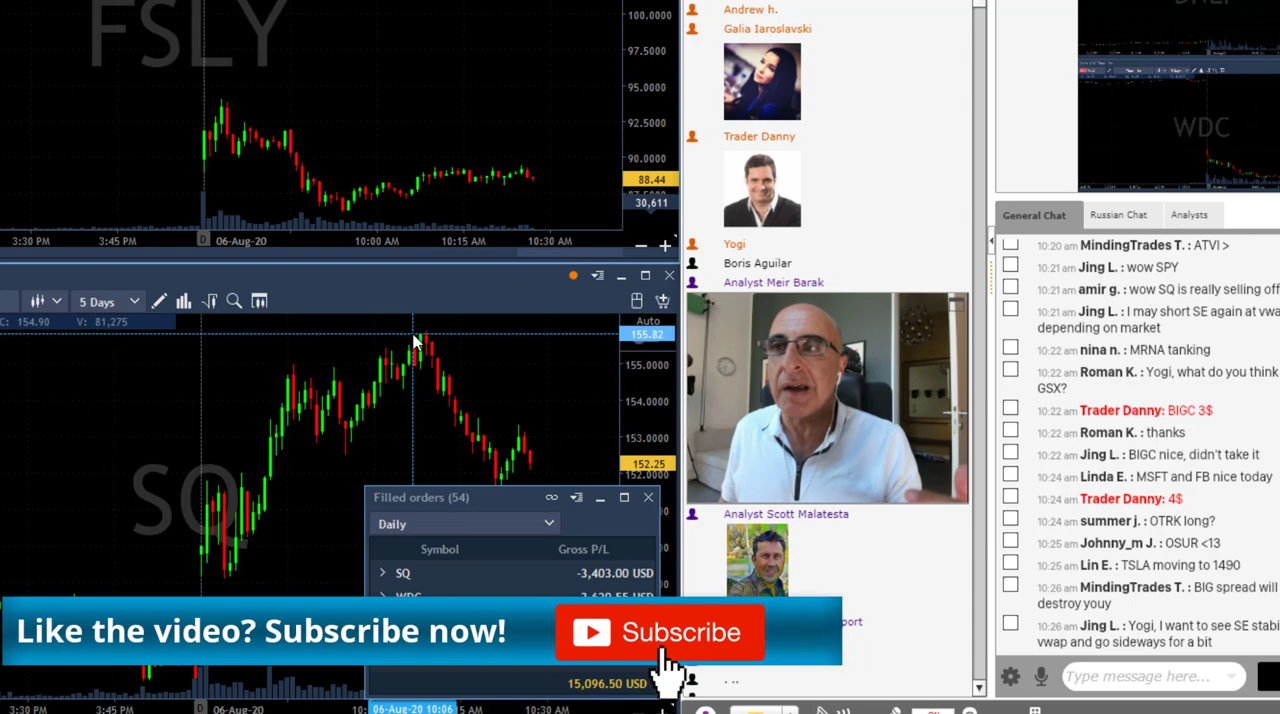 FSLY
100.0000
97.5000
95.0000
92.5000
90.0000
88.44
30,611
3:30 PM
3:45 PM
D
06-Aug-20
10:00 AM
10:15 AM
10:30 AM
5 Days
C: 154.90
V: 81,275
Auto
155.82
155.0000
154.0000
153.0000
152.25
SQ
Filled orders (54)
Daily
Symbol
Gross P/L
SQ
-3,403.00 USD
15,096.50 USD
D
06-Aug-20
06-Aug-20 10:06
10:30 AM
Like the video? Subscribe now!
Subscribe
Andrew h.
Galia Iaroslavski
Trader Danny
Yogi
Boris Aguilar
Analyst Meir Barak
Analyst Scott Malatesta
WDC
General Chat
Russian Chat
Analysts
10:20 am MindingTrades T. : ATVI >
10:21 am Jing L. : wow SPY
10:21 am amir g. : wow SQ is really selling off
10:21 am Jing L. : I may short SE again at vwa
depending on market
10:22 am nina n. : MRNA tanking
10:22 am Roman K. : Yogi, what do you think
GSX?
10:22 am Trader Danny: BIGC 3$
10:22 am Roman K. : thanks
10:22 am Jing L. : BIGC nice, didn't take it
10:24 am Linda E. : MSFT and FB nice today
10:24 am Trader Danny: 4$
10:24 am summer j. : OTRK long?
10:25 am Johnny_m J. : OSUR <13
10:25 am Lin E. : TSLA moving to 1490
10:26 am MindingTrades T. : BIG spread will
destroy youy
10:26 am Jing L. : Yogi, I want to see SE stabi
vwap and go sideways for a bit
Type message here...